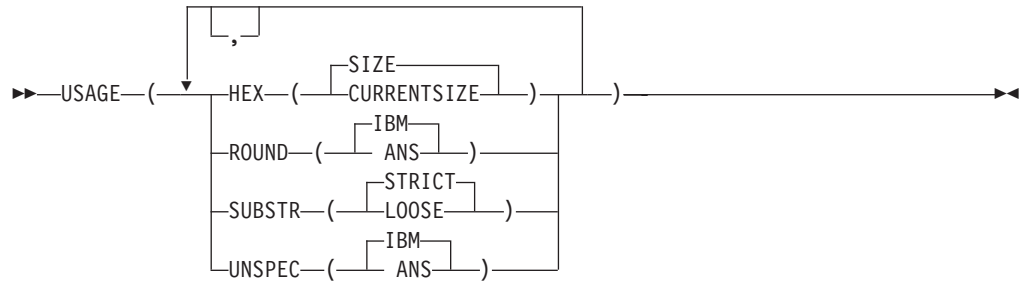 ,
SIZE
USAGE ( HEX ( CURRENTSIZE ) )
IBM
ROUND ( ANS )
STRICT
SUBSTR ( LOOSE )
IBM
UNSPEC ( ANS )